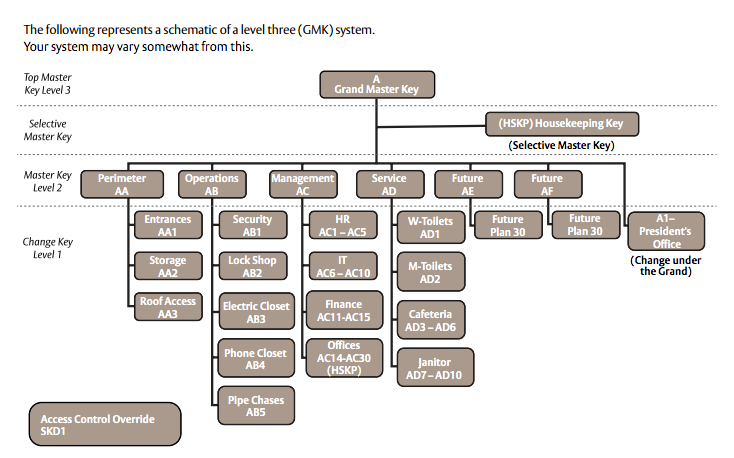 The following represents a schematic of a level three (GMK) system.
Your system may vary somewhat from this.
Top Master
Key Level 3
A
Grand Master Key
Selective
Master Key
(HSKP) Housekeeping Key
(Selective Master Key)
Master Key
Level 2
Perimeter
AA
Operations
AB
Management
AC
Service
AD
Future
AE
Future
AF
Change Key
Level 1
Entrances
AA1
Security
AB1
HR
AC1 – AC5
W-Toilets
AD1
Future
Plan 30
Future
Plan 30
A1–
President's
Office
(Change under
the Grand)
Storage
AA2
Lock Shop
AB2
IT
AC6 – AC10
M-Toilets
AD2
Roof Access
AA3
Electric Closet
AB3
Finance
AC11-AC15
Cafeteria
AD3 – AD6
Phone Closet
AB4
Offices
AC14-AC30
(HSKP)
Janitor
AD7 – AD10
Pipe Chases
AB5
Access Control Override
SKD1